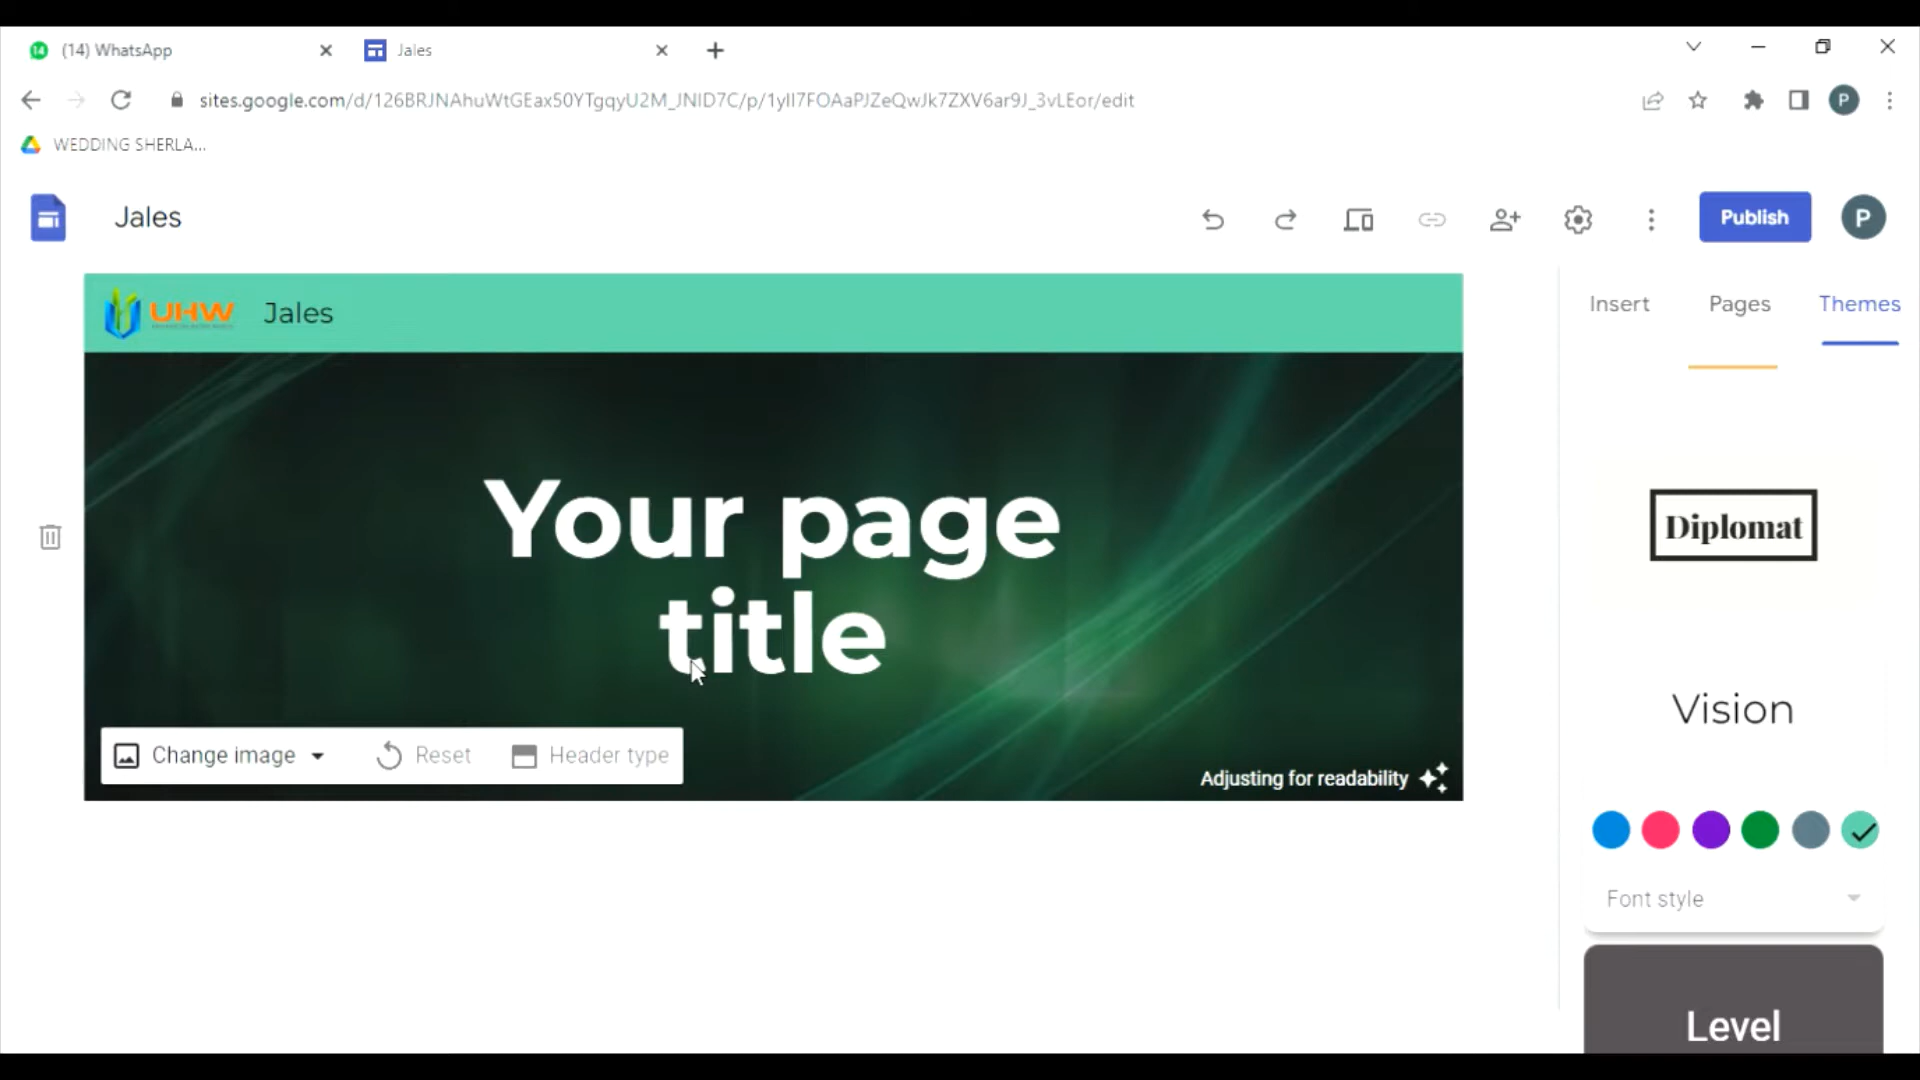 (14) WhatsApp
Jales
sites.google.com/d/126BRJNAhuWtGEax50YTgqyU2M_JNID7C/p/1yII7FOAaPJZeQwJk7ZXV6ar9J_3vLEor/edit
P
WEDDING SHERLA...
Jales
Publish
P
UHW
Jales
Insert
Pages
Themes
Your page
title
Diplomat
Vision
Change image
Reset
Header type
Adjusting for readability
Font style
Level